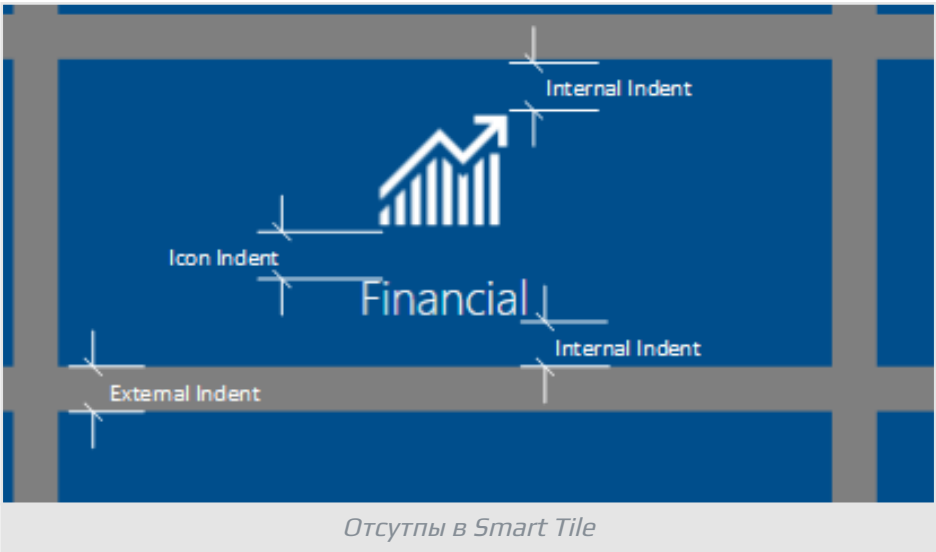 Internal Indent
Icon Indent
Financial
Internal Indent
External Indent
Отсутпы в Smart Tile